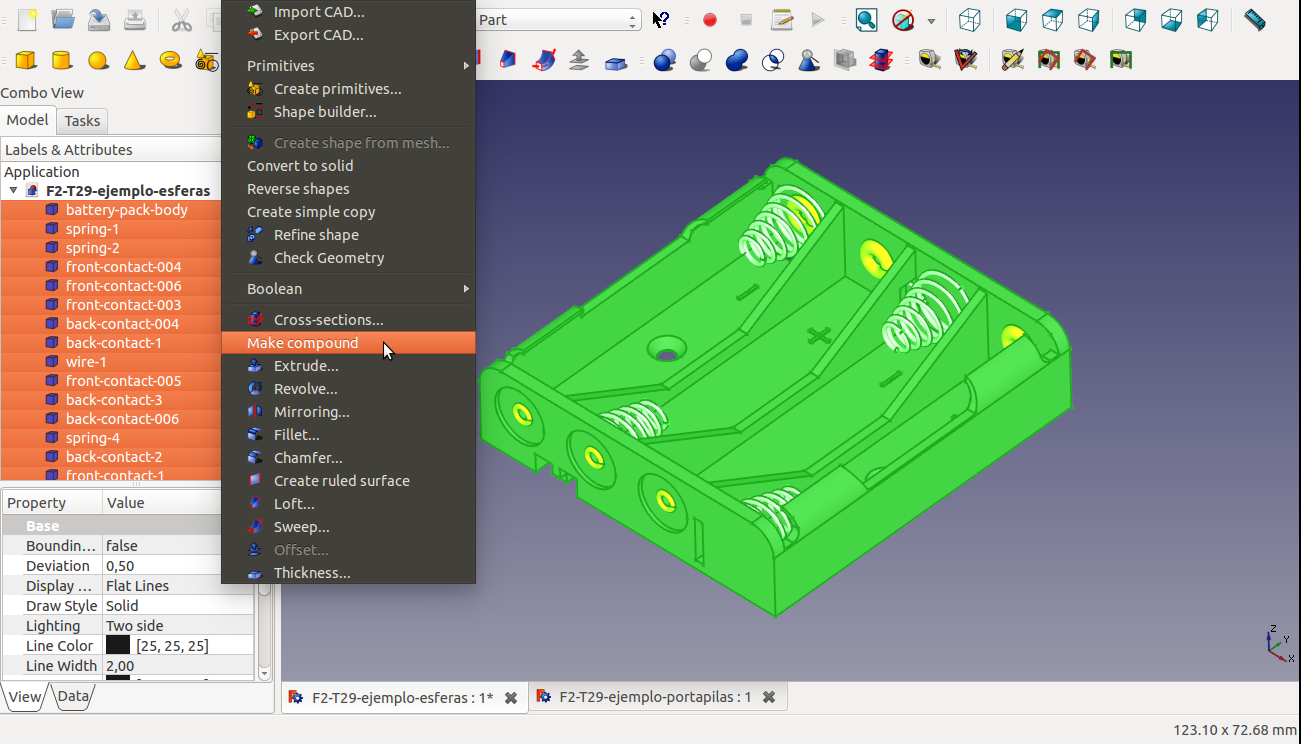 Part
Combo View
Model
Tasks
Labels & Attributes
Application
F2-T29-ejemplo-esferas
battery-pack-body
spring-1
spring-2
front-contact-004
front-contact-006
front-contact-003
back-contact-004
back-contact-1
wire-1
front-contact-005
back-contact-3
back-contact-006
spring-4
back-contact-2
front-contact-1
Property Value
Base
Boundin... false
Deviation 0,50
Display ... Flat Lines
Draw Style Solid
Lighting Two side
Line Color [25, 25, 25]
Line Width 2,00
View
Data
Import CAD...
Export CAD...
Primitives
Create primitives...
Shape builder...
Create shape from mesh...
Convert to solid
Reverse shapes
Create simple copy
Refine shape
Check Geometry
Boolean
Cross-sections...
Make compound
Extrude...
Revolve...
Mirroring...
Fillet...
Chamfer...
Create ruled surface
Loft...
Sweep...
Offset...
Thickness...
Z
Y
X
F2-T29-ejemplo-esferas : 1*
F2-T29-ejemplo-portapilas : 1
123.10 x 72.68 mm